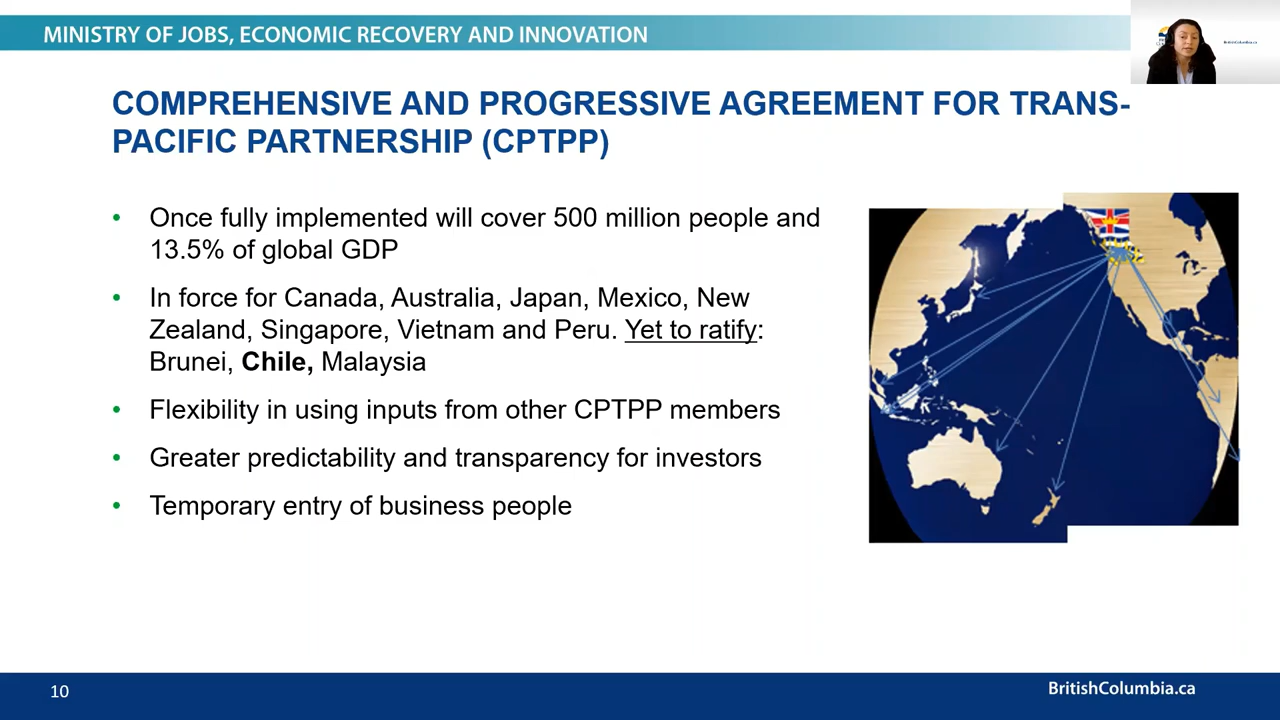 MINISTRY OF JOBS, ECONOMIC RECOVERY AND INNOVATION
BritishColumbia.ca
COMPREHENSIVE AND PROGRESSIVE AGREEMENT FOR TRANS-
PACIFIC PARTNERSHIP (CPTPP)
• Once fully implemented will cover 500 million people and
13.5% of global GDP
• In force for Canada, Australia, Japan, Mexico, New
Zealand, Singapore, Vietnam and Peru. Yet to ratify:
Brunei, Chile, Malaysia
• Flexibility in using inputs from other CPTPP members
• Greater predictability and transparency for investors
• Temporary entry of business people
10
BritishColumbia.ca